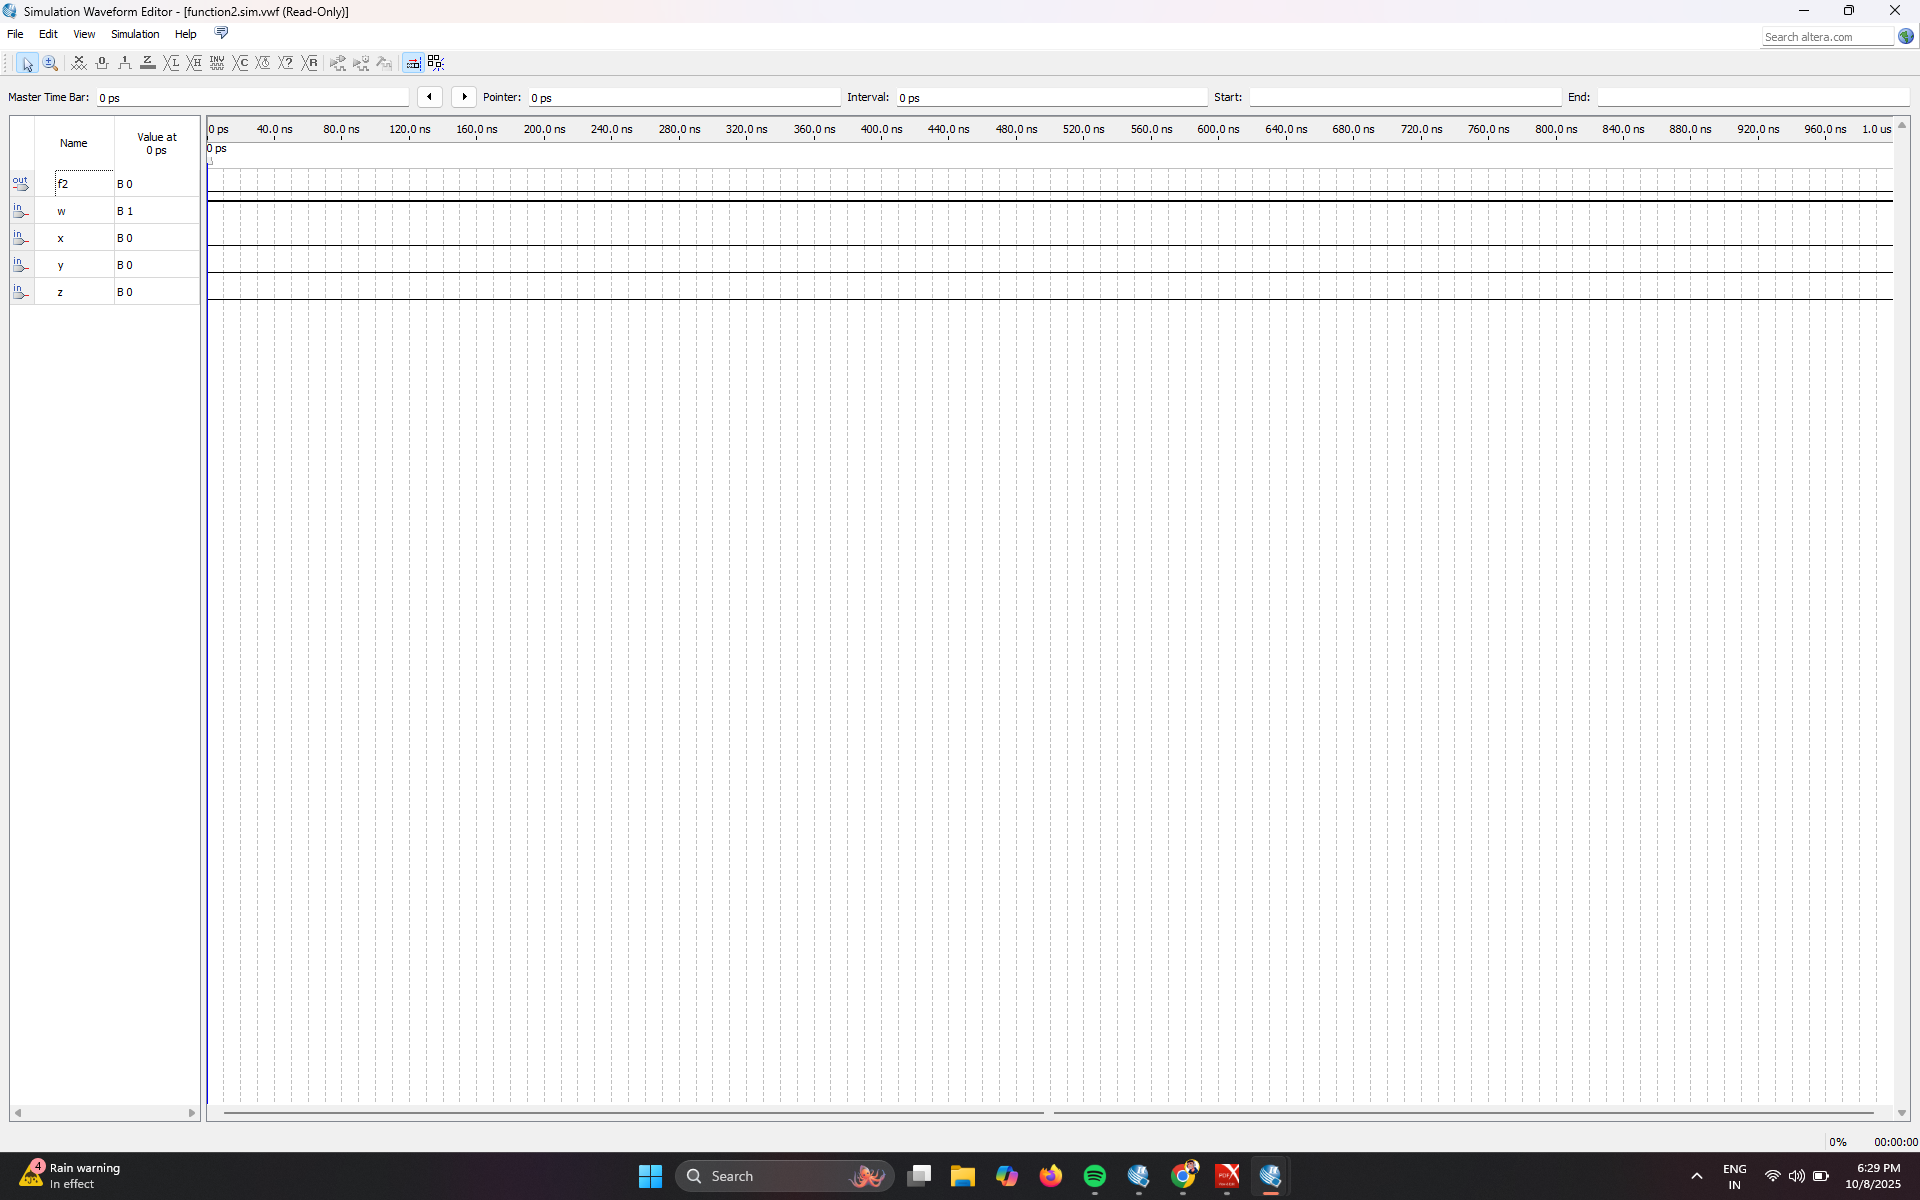 Simulation Waveform Editor - [function2.sim.vwf (Read-Only)]
File Edit View Simulation Help
Search altera.com
Master Time Bar: 0 ps Pointer: 0 ps Interval: 0 ps Start: End:
Name
Value at
0 ps
0 ps 40.0 ns 80.0 ns 120.0 ns 160.0 ns 200.0 ns 240.0 ns 280.0 ns 320.0 ns 360.0 ns 400.0 ns 440.0 ns 480.0 ns 520.0 ns 560.0 ns 600.0 ns 640.0 ns 680.0 ns 720.0 ns 760.0 ns 800.0 ns 840.0 ns 880.0 ns 920.0 ns 960.0 ns 1.0 us
0 ps
out f2 B 0
in w B 1
in x B 0
in y B 0
in z B 0
0% 00:00:00
4
Rain warning
In effect
Search
ENG
IN
6:29 PM
10/8/2025